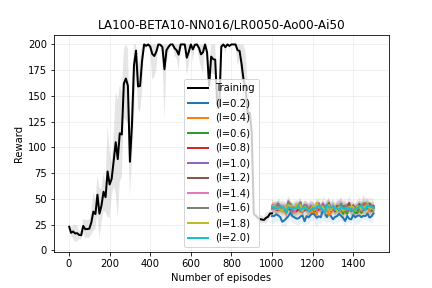 LA100-BETA10-NN016/LR0050-Ao00-Ai50
Reward
200
175
150
125
100
75
50
25
0
Training
(l=0.2)
(l=0.4)
(l=0.6)
(l=0.8)
(l=1.0)
(l=1.2)
(l=1.4)
(l=1.6)
(l=1.8)
(l=2.0)
0 200 400 600 800 1000 1200 1400
Number of episodes